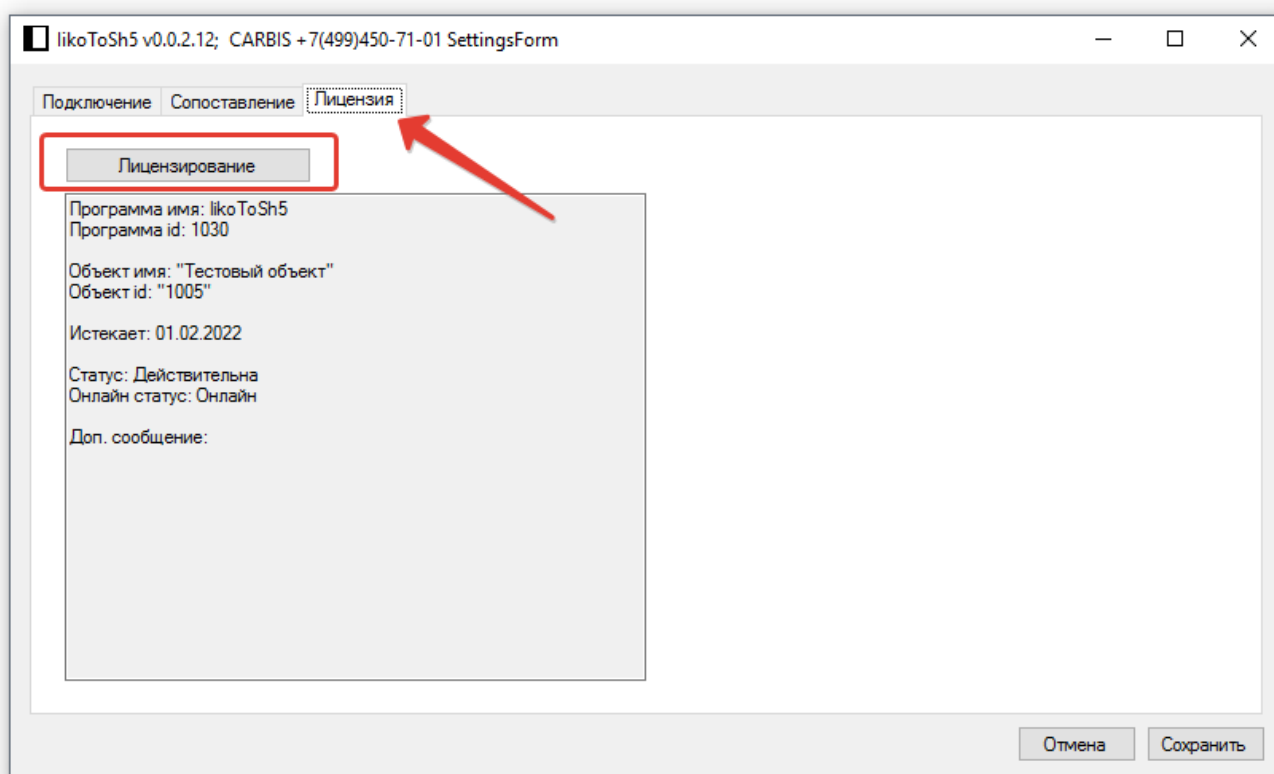 IikoToSh5 v0.0.2.12; CARBIS +7(499)450-71-01 SettingsForm
Подключение Сопоставление Лицензия
Лицензирование
Программа имя: IikoToSh5
Программа id: 1030
Объект имя: "Тестовый объект"
Объект id: "1005"
Истекает: 01.02.2022
Статус: Действительна
Онлайн статус: Онлайн
Доп. сообщение:
Отмена Сохранить